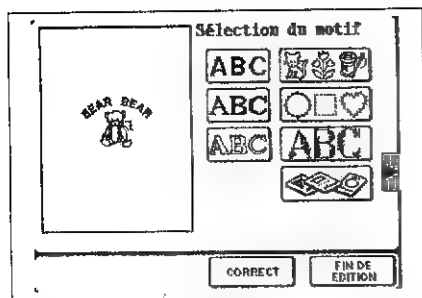 Sélection du motif
BEAR BEAR
ABC
ABC
ABC
ABC
CORRECT
FIN DE
EDITION